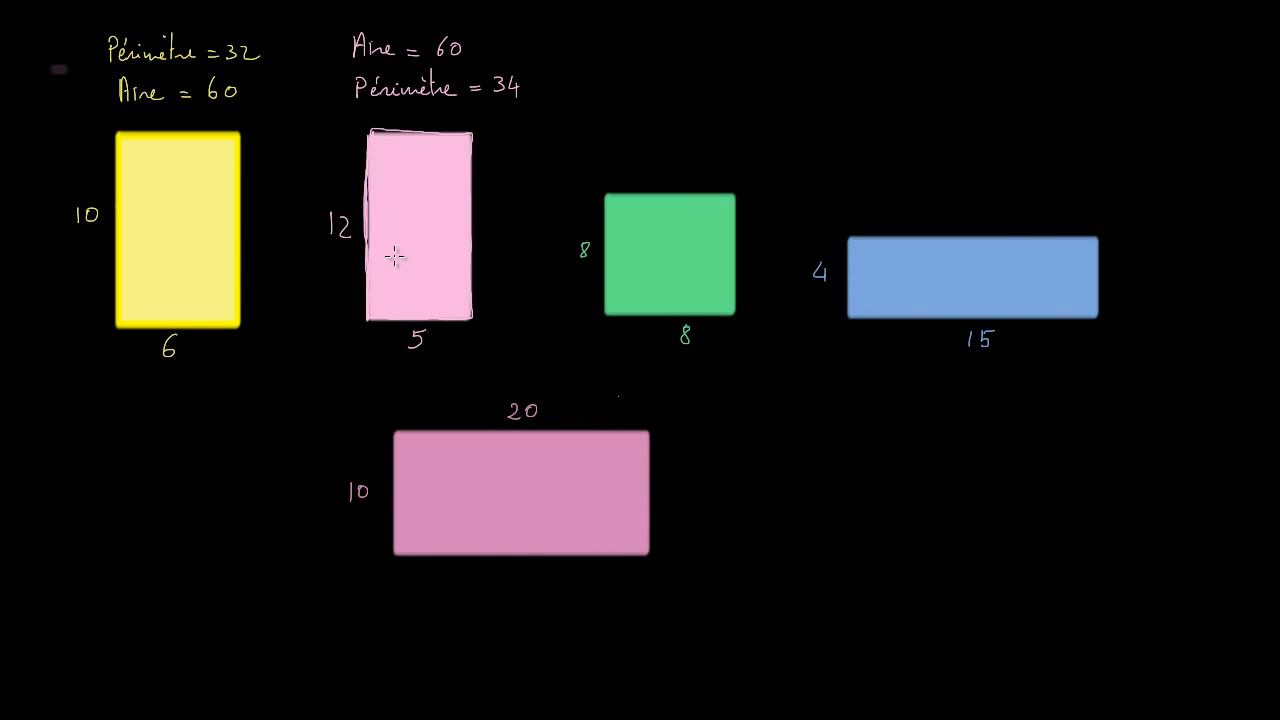 Périmètre = 32
Aire = 60
Aire = 60
Périmètre = 34
10
6
12
5
8
8
4
15
20
10